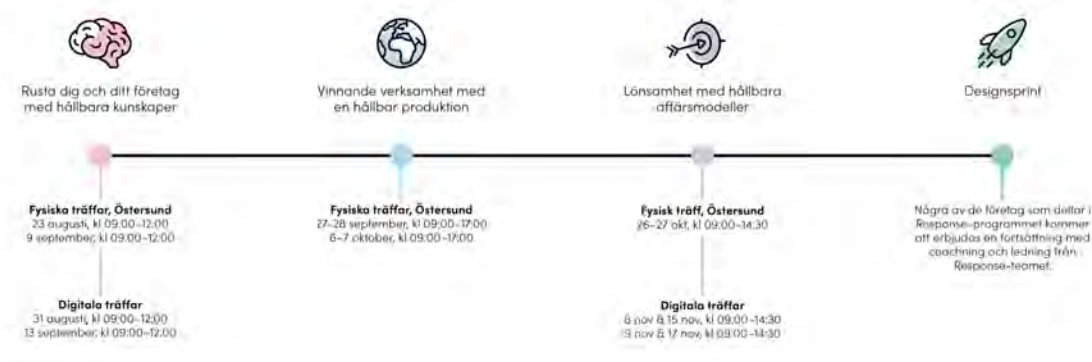 Rusta dig och ditt företag
med hållbara kunskaper
Fysiska träffar, Östersund
23 augusti, kl 09:00-12:00
9 september, kl 09:00-12:00
Digitala träffar
31 augusti, kl 09:00-12:00
13 september, kl 09:00-12:00
Vinnande verksamhet med
en hållbar produktion
Fysiska träffar, Östersund
27-28 september, kl 09:00-17:00
6-7 oktober, kl 09:00-17:00
Lönsamhet med hållbara
affärsmodeller
Fysisk träff, Östersund
26-27 okt, kl 09:00-14:30
Digitala träffar
8 nov & 15 nov, kl 09:00-14:30
9 nov & 17 nov, kl 09:00-14:30
Designsprint
Några av de företag som deltar i
Response-programmet kommer
att erbjudas en fortsättning med
coachning och ledning från
Response-teamet.